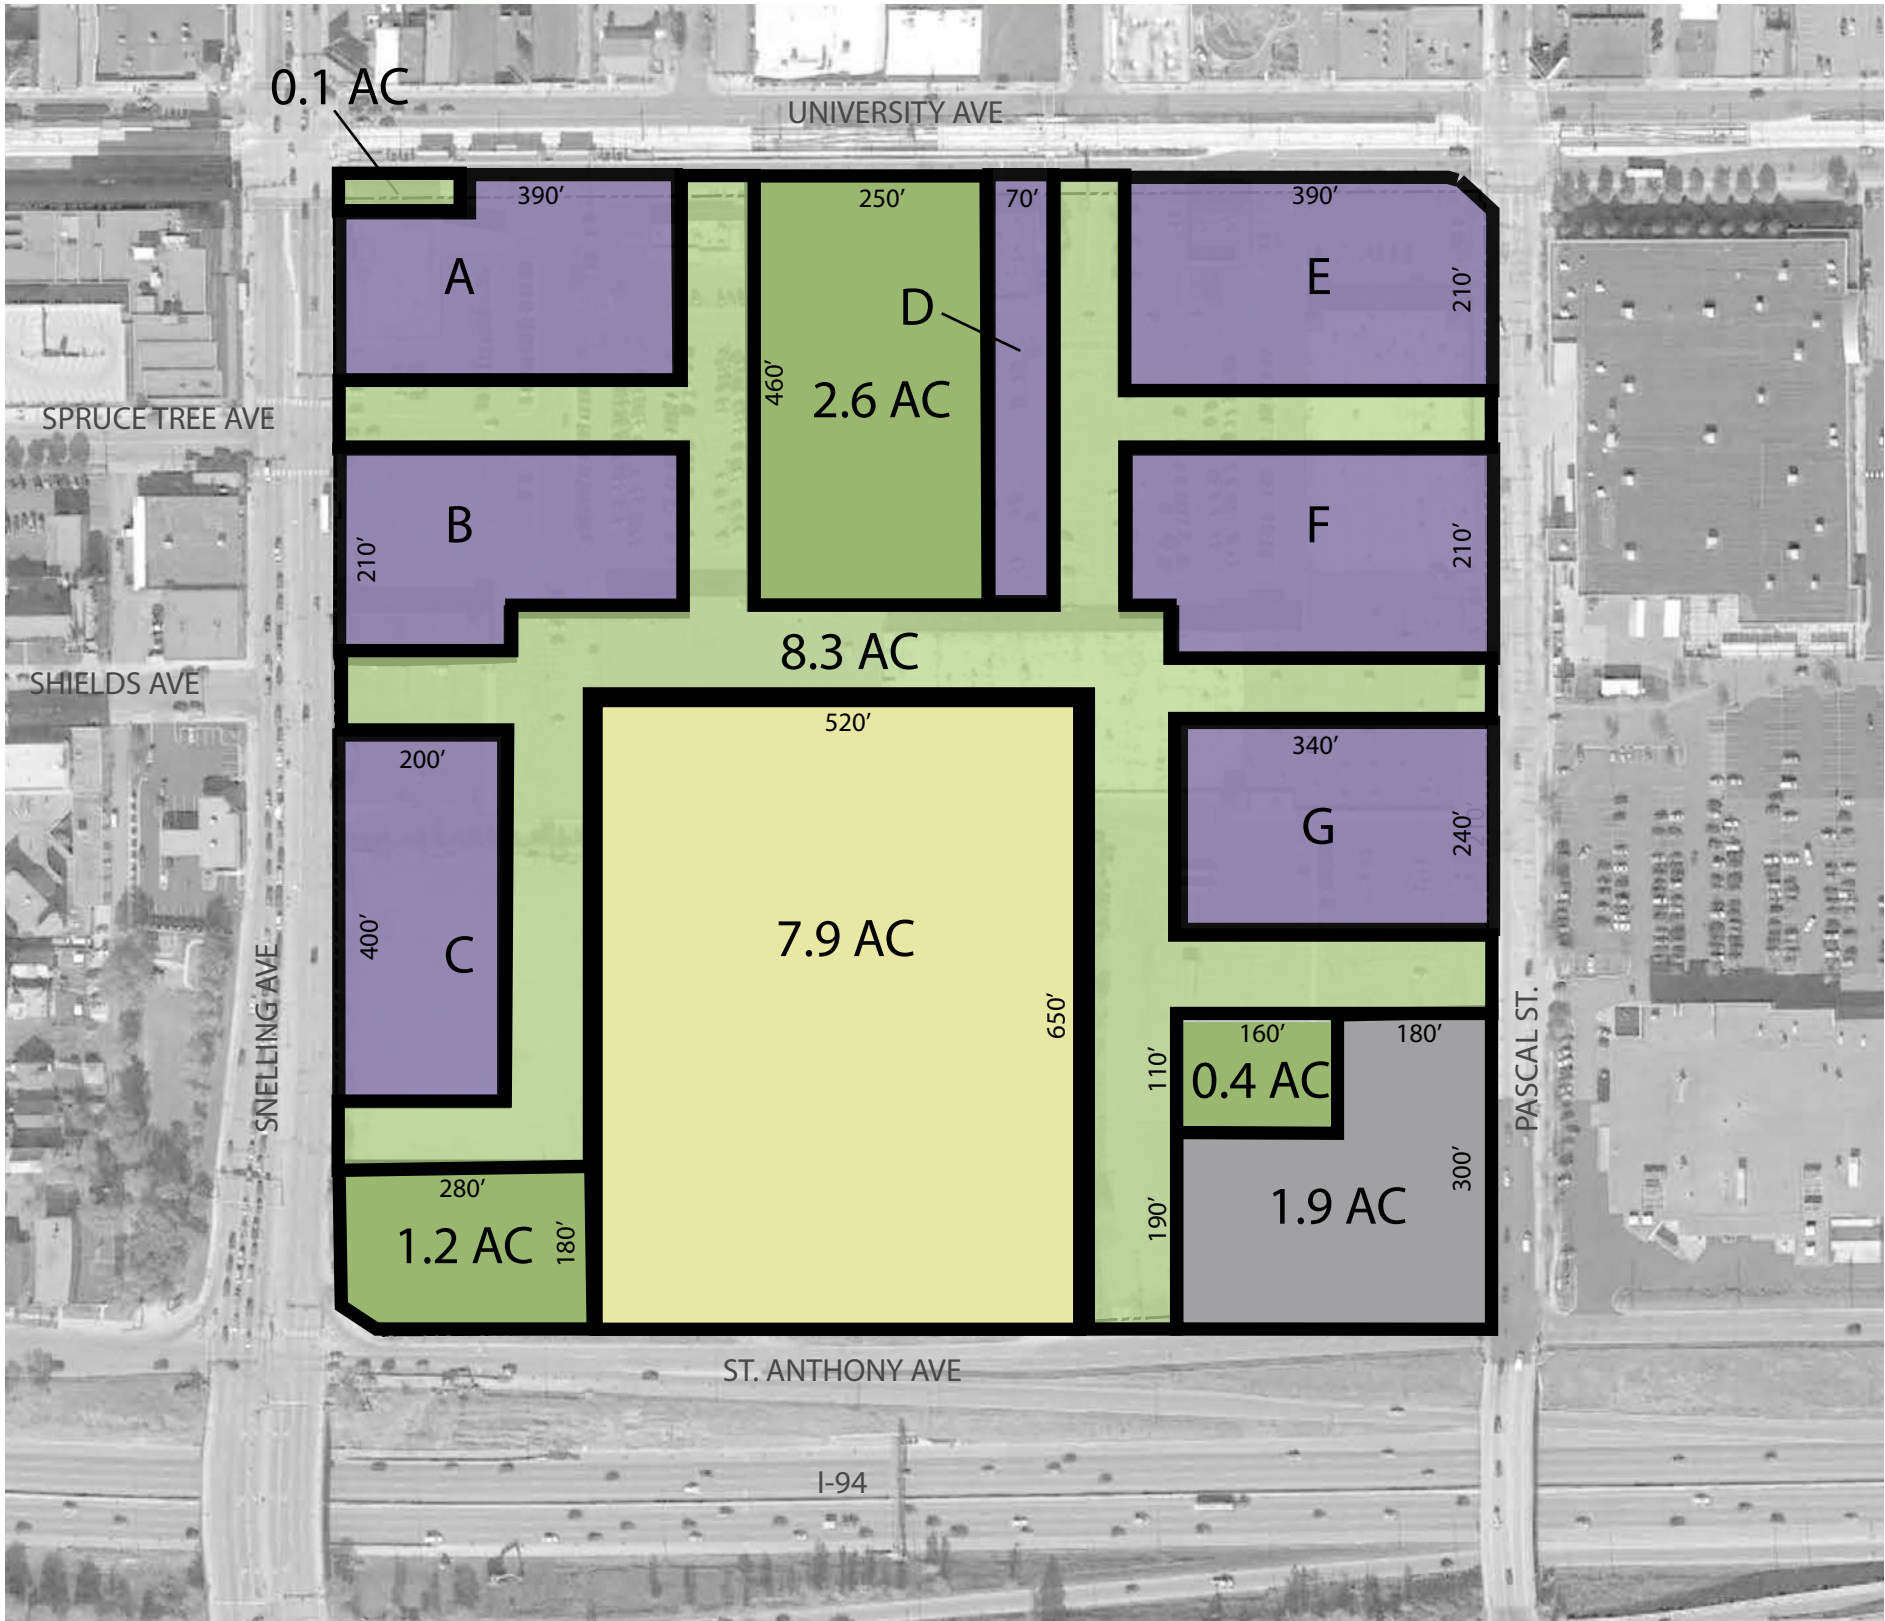 0.1 AC
UNIVERSITY AVE
390′
250′
70′
390′
A
D
E
210′
460′
2.6 AC
SPRUCE TREE AVE
B
210′
F
210′
8.3 AC
SHIELDS AVE
520′
200′
340′
G
240′
210′
400′
C
7.9 AC
650′
SNELLING AVE
PASCAL ST.
160′
180′
110′
0.4 AC
280′
1.2 AC
180′
190′
1.9 AC
300′
ST. ANTHONY AVE
I-94